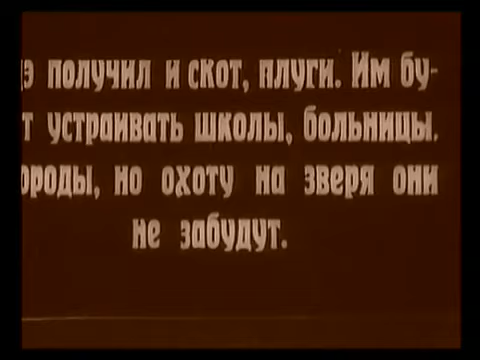 э получил и скот, плуги. Им бу-
т устраивать школы, больницы.
ороды, но охоту на зверя они
не забудут.